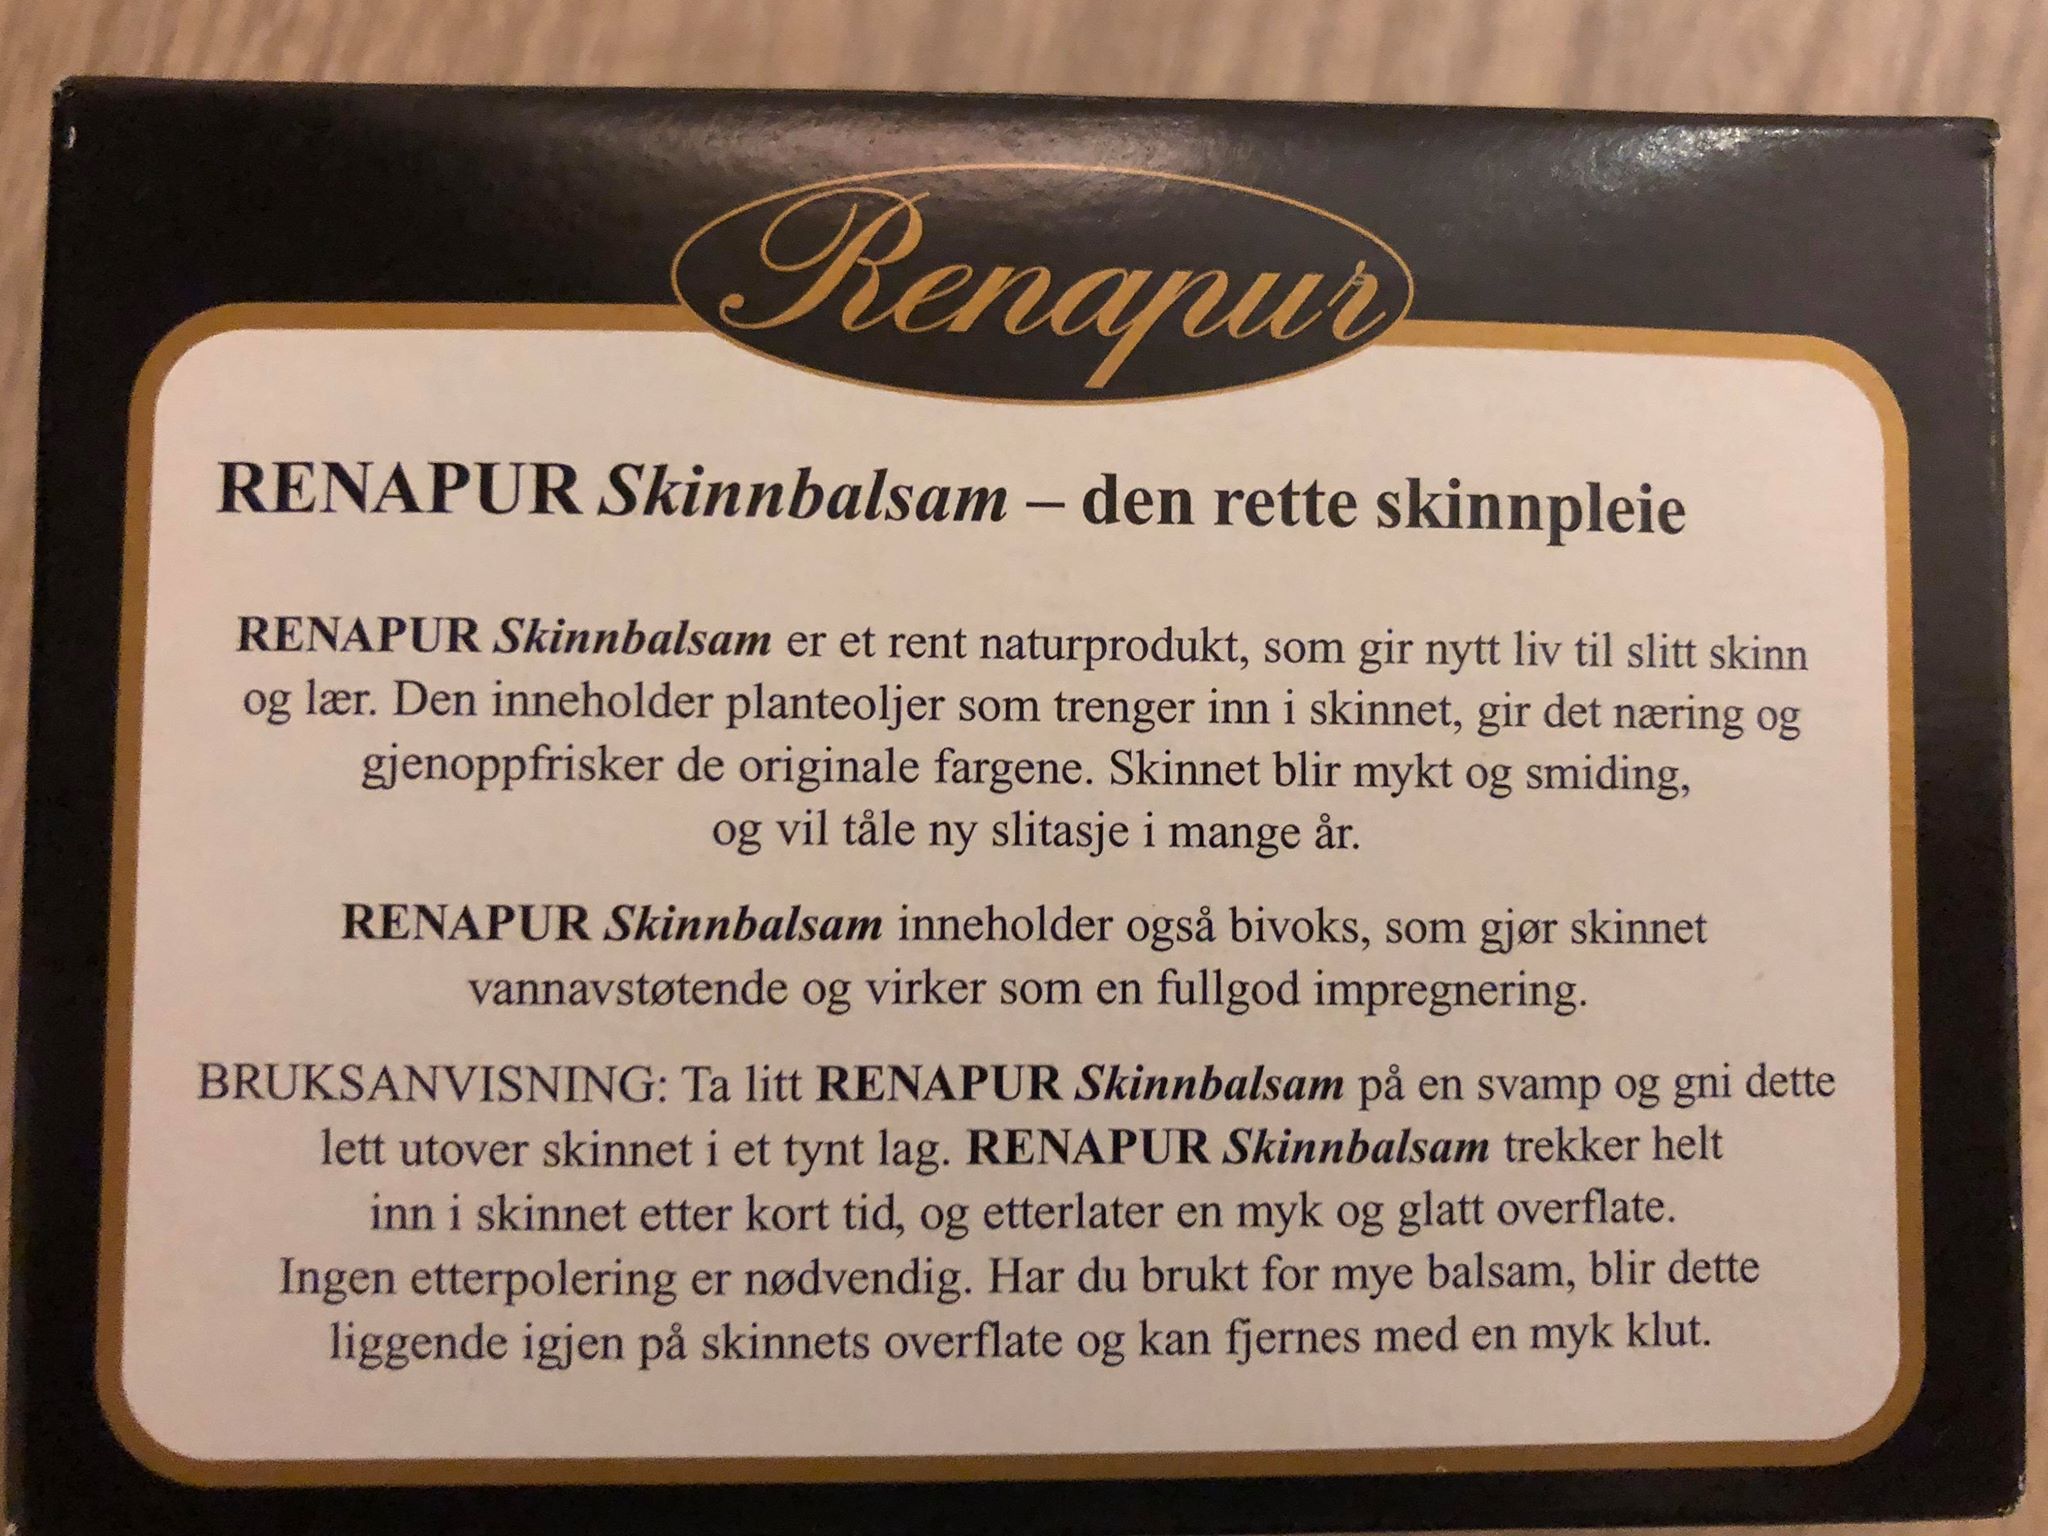 Renapur
RENAPUR Skinnbalsam – den rette skinnpleie
RENAPUR Skinnbalsam er et rent naturprodukt, som gir nytt liv til slitt skinn
og lær. Den inneholder planteoljer som trenger inn i skinnet, gir det næring og
gjenoppfrisker de originale fargene. Skinnet blir mykt og smiding,
og vil tåle ny slitasje i mange år.
RENAPUR Skinnbalsam inneholder også bivoks, som gjør skinnet
vannavstøtende og virker som en fullgod impregnering.
BRUKSANVISNING: Ta litt RENAPUR Skinnbalsam på en svamp og gni dette
lett utover skinnet i et tynt lag. RENAPUR Skinnbalsam trekker helt
inn i skinnet etter kort tid, og etterlater en myk og glatt overflate.
Ingen etterpolering er nødvendig. Har du brukt for mye balsam, blir dette
liggende igjen på skinnets overflate og kan fjernes med en myk klut.